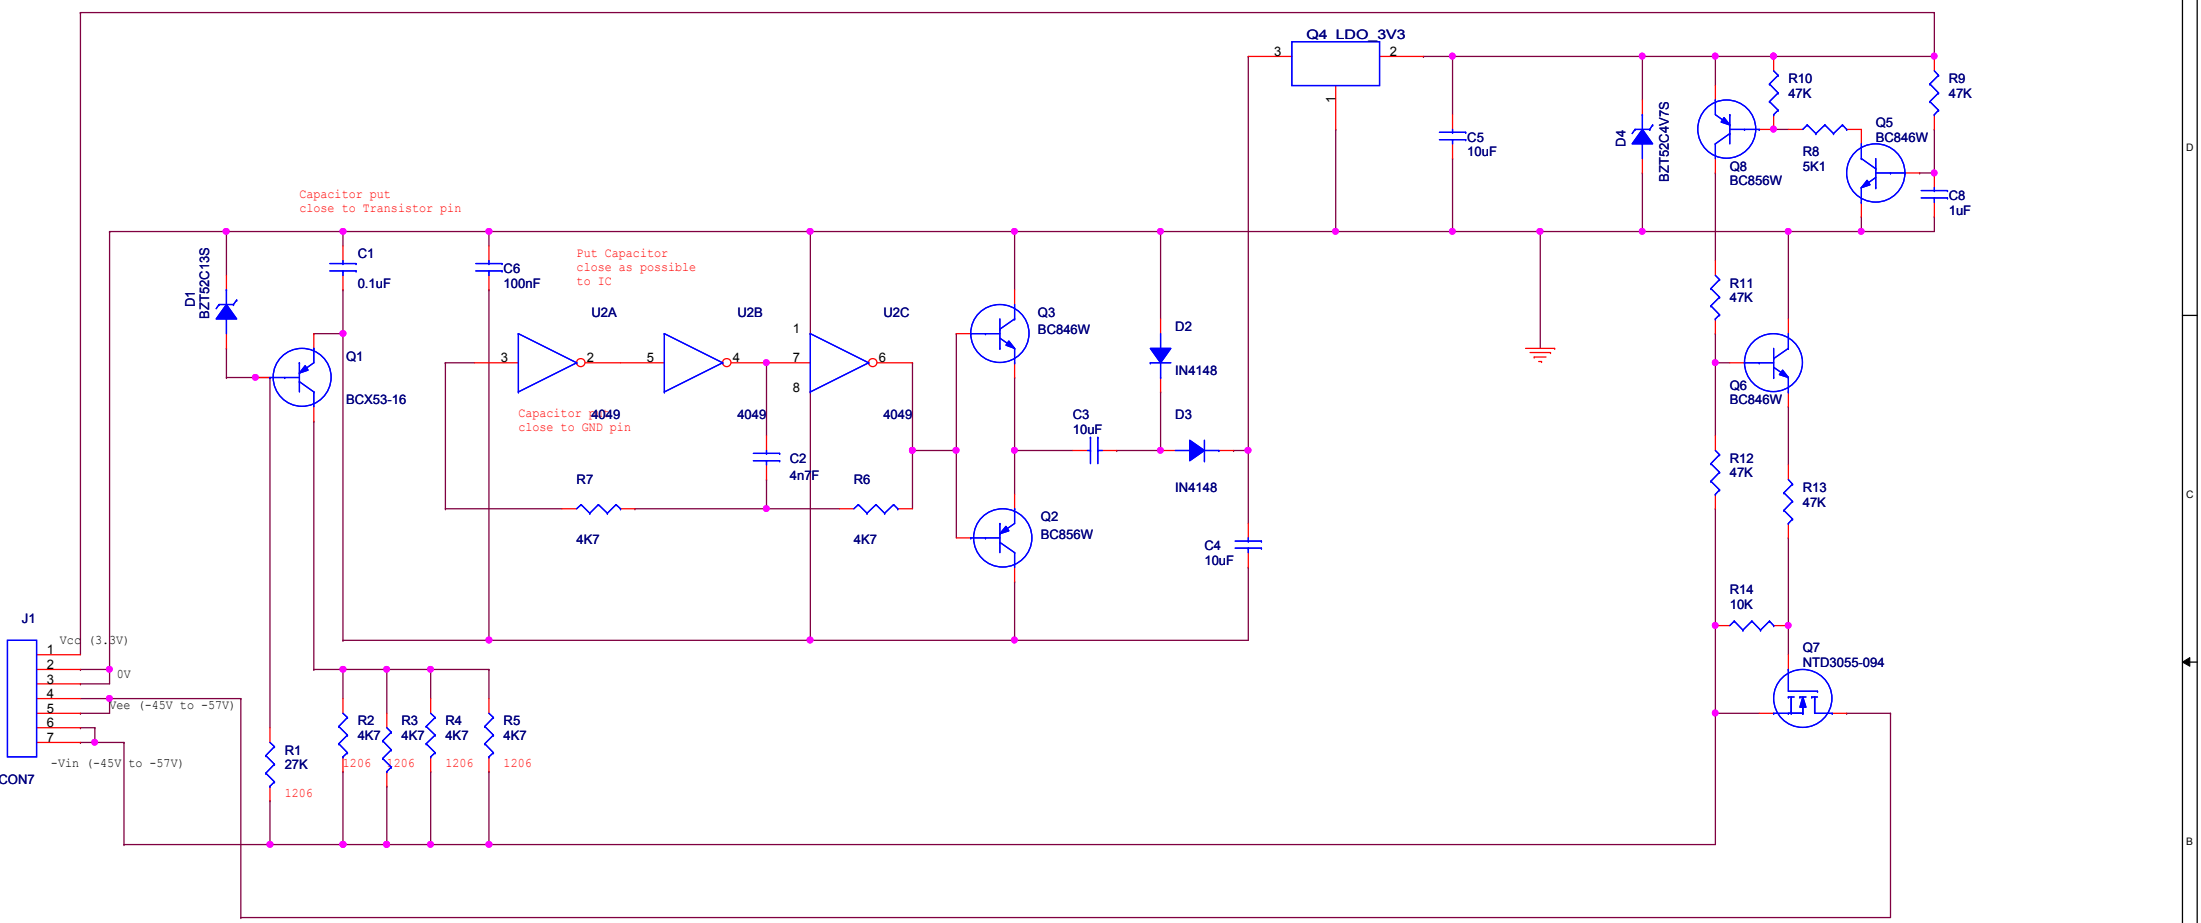 Q4 LDO_3V3
3
2
1
R10
47K
R9
47K
Q5
BC846W
C5
10uF
D4
BZT52C4V7S
R8
5K1
Q8
BC856W
C8
1uF
D
Capacitor put
close to Transistor pin
D1
BZT52C13S
C1
0.1uF
C6
100nF
Put Capacitor
close as possible
to IC
R11
47K
U2A
U2B
U2C
Q3
BC846W
D2
IN4148
Q1
BCX53-16
3
2
5
4
1
7
8
6
Q6
BC846W
Capacitor
close to GND pin
4049
4049
4049
C3
10uF
D3
IN4148
C2
4n7F
R7
4K7
R6
4K7
Q2
BC856W
C4
10uF
R12
47K
R13
47K
C
R14
10K
Q7
NTD3055-094
J1
Vcc (3.3V)
1
2
3
4
5
6
7
0V
Vee (-45V to -57V)
-Vin (-45V to -57V)
CON7
R1
27K
1206
R2
4K7
1206
R3
4K7
1206
R4
4K7
1206
R5
4K7
1206
B